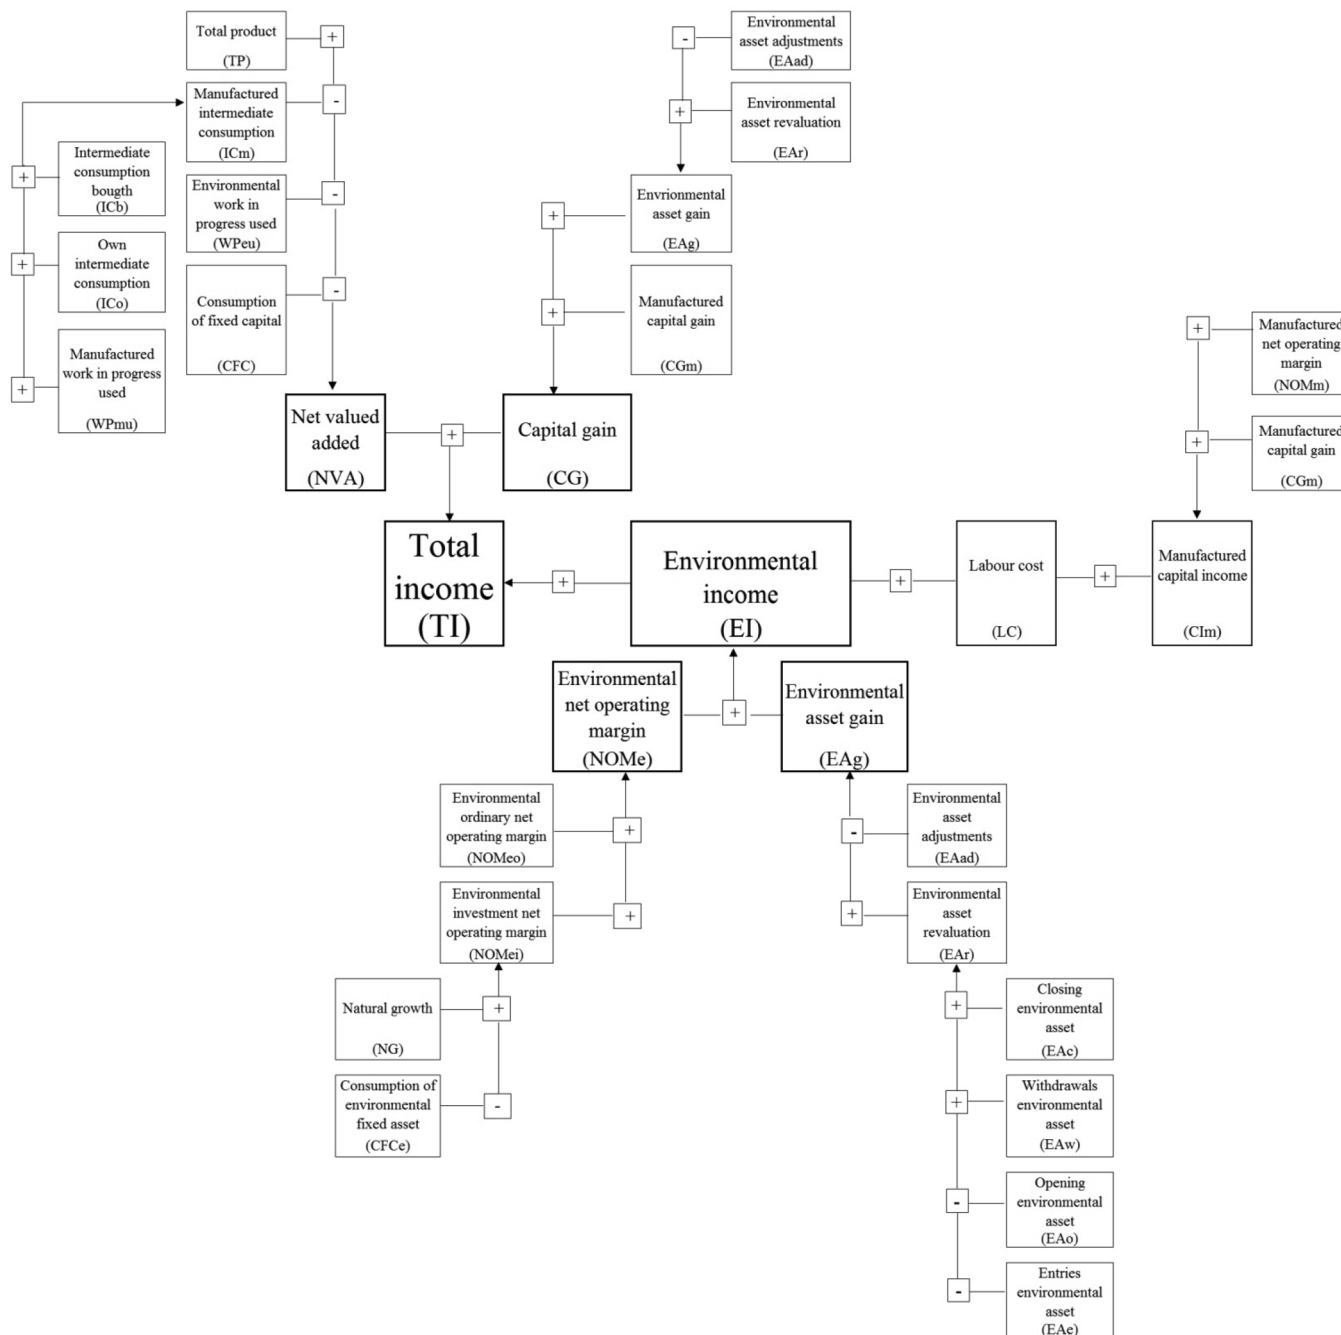 Total product
(TP)
+
-
Manufactured
intermediate
consumption
(ICm)
-
Environmental
work in
progress used
(WPeu)
-
Consumption
of fixed capital
(CFC)
-
Intermediate
consumption
bougth
(ICb)
+
Own
intermediate
consumption
(ICo)
+
Manufactured
work in progress
used
(WPmu)
+
Environmental
asset adjustments
(EAad)
Environmental
asset revaluation
(EAr)
+
Envrionmental
asset gain
(EAg)
+
Manufactured
capital gain
(CGm)
+
Net valued
added
(NVA)
+
Capital gain
(CG)
Manufactured
net operating
margin
(NOMm)
+
Manufactured
capital gain
(CGm)
+
Total
income
(TI)
+
Environmental
income
(EI)
+
Labour cost
(LC)
+
Manufactured
capital income
(CIm)
Environmental
net operating
margin
(NOMe)
+
Environmental
asset gain
(EAg)
Environmental
ordinary net
operating margin
(NOMeo)
+
Environmental
investment net
operating margin
(NOMei)
+
Natural growth
(NG)
+
Consumption of
environmental
fixed asset
(CFCe)
-
Environmental
asset
adjustments
(EAad)
-
Environmental
asset
revaluation
(EAr)
+
Closing
environmental
asset
(EAc)
+
Withdrawals
environmental
asset
(EAw)
+
Opening
environmental
asset
(EAo)
-
Entries
environmental
asset
(EAe)
-